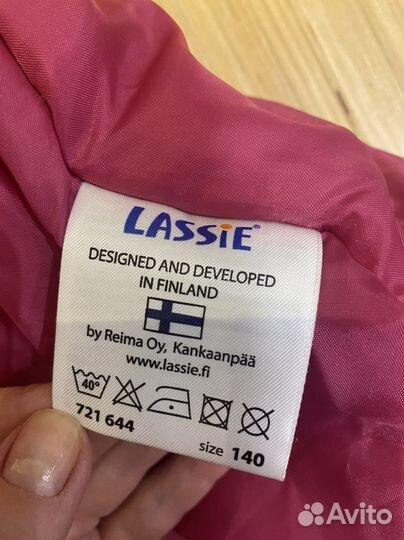 LASSiE®
DESIGNED AND DEVELOPED
IN FINLAND
by Reima Oy, Kankaanpää
www.lassie.fi
40°
721 644
size 140
Avito